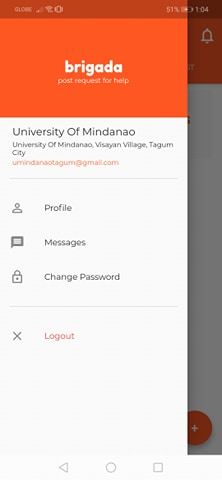 GLOBE 51% 1:04
brigada
post request for help
University Of Mindanao
University Of Mindanao, Visayan Village, Tagum
City
umindanaotagum@gmail.com
Profile
Messages
Change Password
Logout